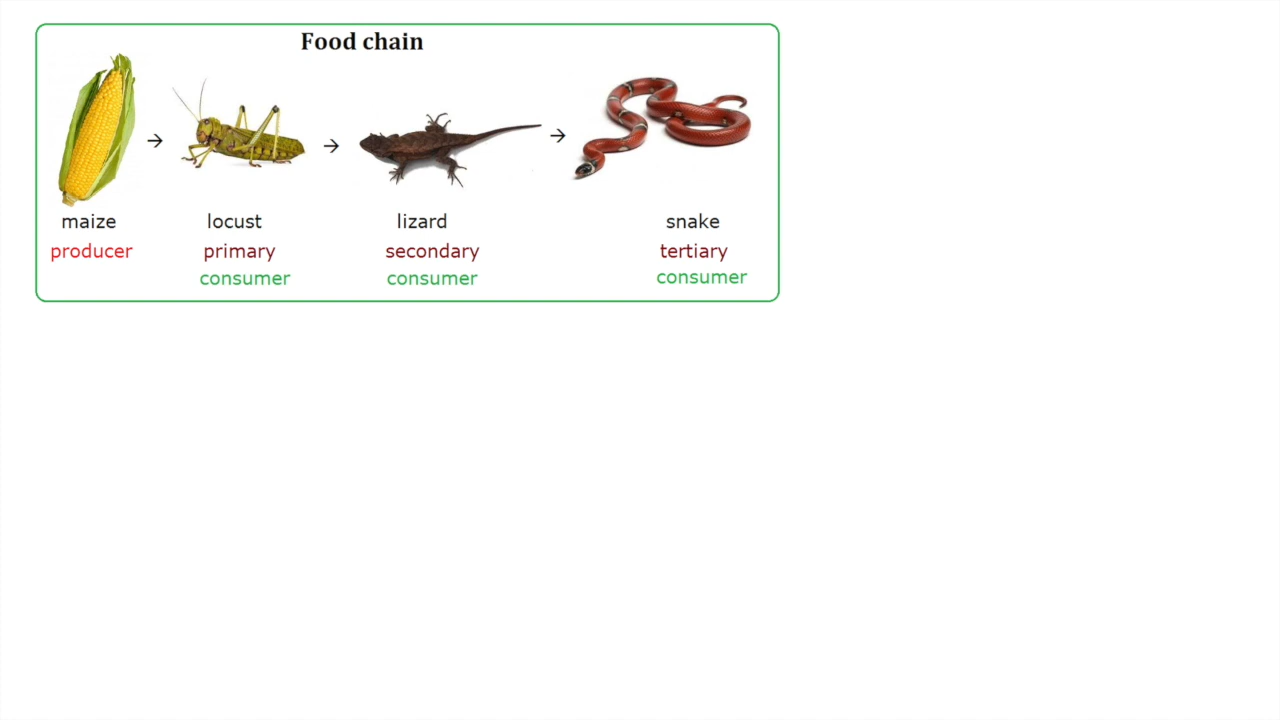 Food chain
maize locust lizard snake
producer primary secondary tertiary
consumer consumer consumer